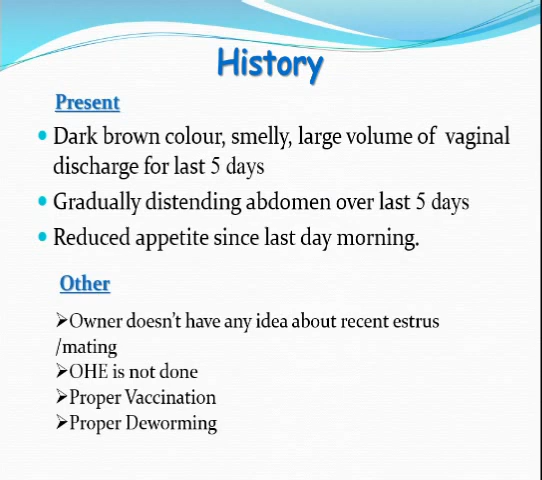 History
Present
• Dark brown colour, smelly, large volume of vaginal
discharge for last 5 days
• Gradually distending abdomen over last 5 days
• Reduced appetite since last day morning.
Other
➢Owner doesn't have any idea about recent estrus
/mating
➢OHE is not done
➢Proper Vaccination
➢Proper Deworming